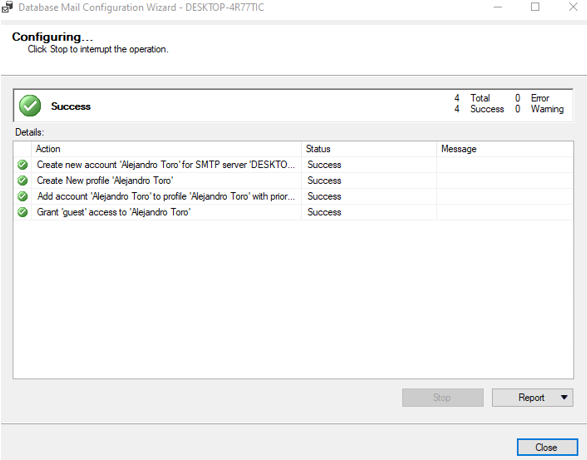 Database Mail Configuration Wizard - DESKTOP-4R77TIC
Configuring...
Click Stop to interrupt the operation.
Success
4 Total 0 Error
4 Success 0 Warning
Details:
Action Status Message
Create new account 'Alejandro Toro' for SMTP server 'DESKTO... Success
Create New profile 'Alejandro Toro' Success
Add account 'Alejandro Toro' to profile 'Alejandro Toro' with prior... Success
Grant 'guest' access to 'Alejandro Toro' Success
Stop Report
Close